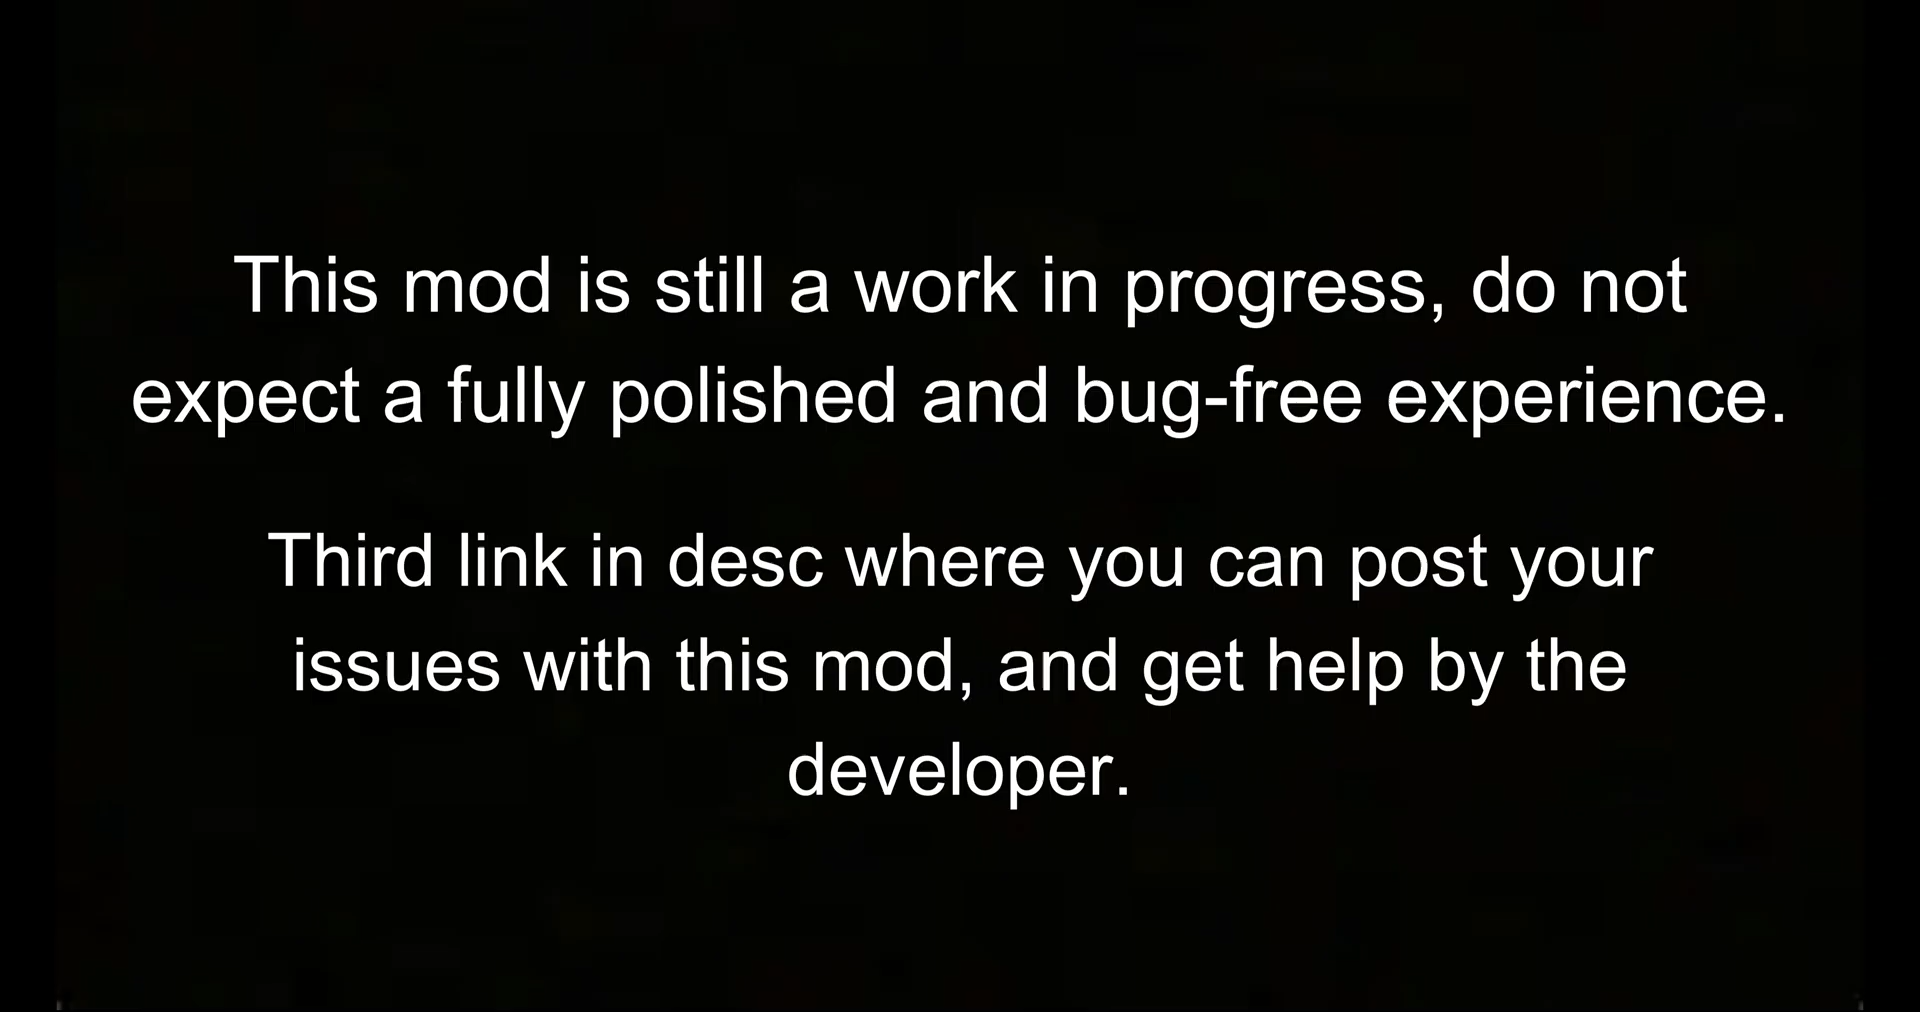 This mod is still a work in progress, do not
expect a fully polished and bug-free experience.
Third link in desc where you can post your
issues with this mod, and get help by the
developer.